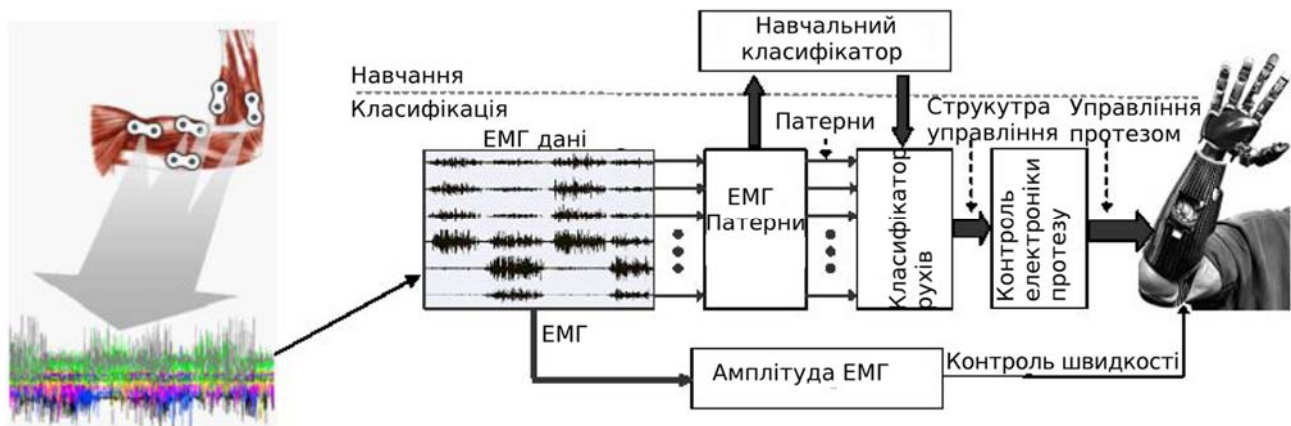 Навчальний
класифікатор
Навчання
Класифікація
ЕМГ дані
Патерни
Струкутра
управління
Управління
протезом
ЕМГ
Патерни
Класифікатор
рухів
Контроль
електроніки
протезу
ЕМГ
Амплітуда ЕМГ
Контроль швидкості